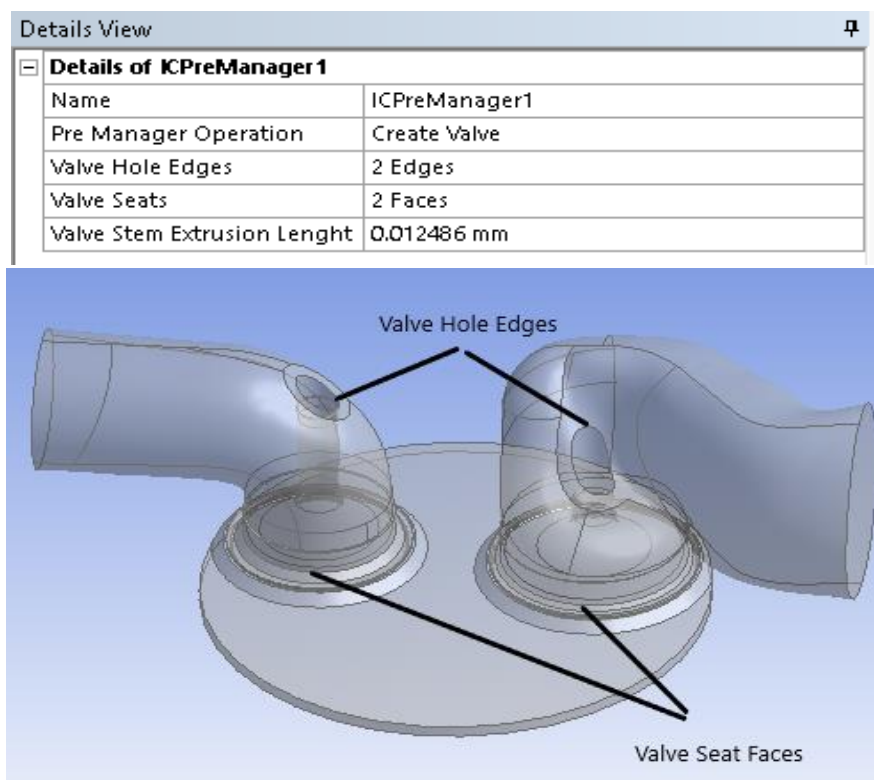 Details View
Details of ICPreManager1
Name ICPreManager1
Pre Manager Operation Create Valve
Valve Hole Edges 2 Edges
Valve Seats 2 Faces
Valve Stem Extrusion Lenght 0.012486 mm
Valve Hole Edges
Valve Seat Faces